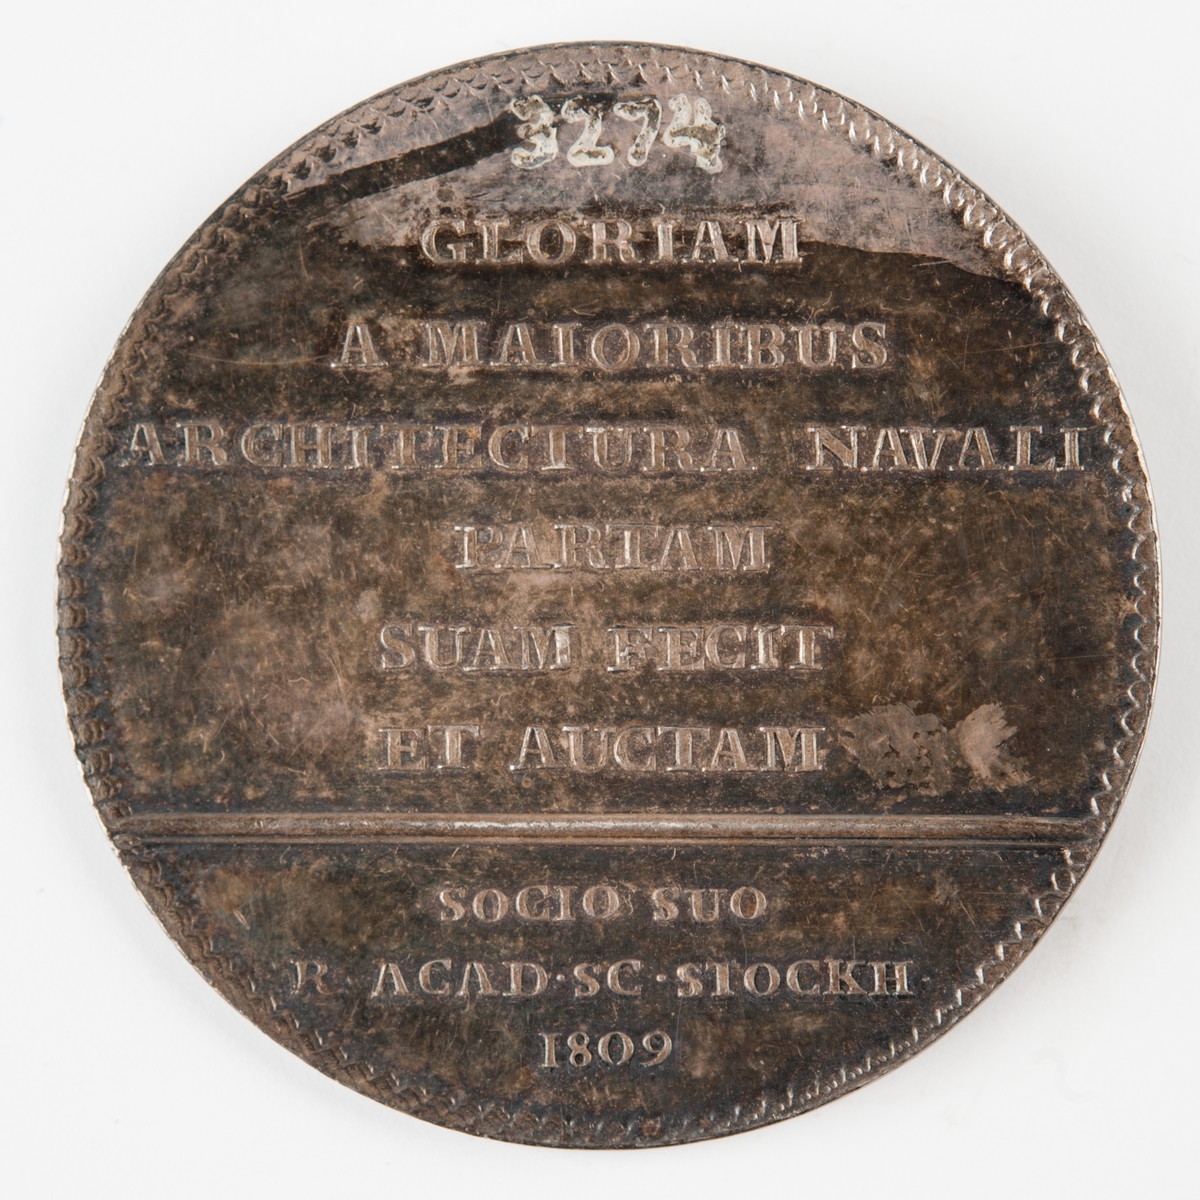 3274
GLORIAM
A MAIORIBUS
ARCHITECTURA NAVALI
PARTAM
SUAM FECIT
ET AUCTAM
SOCIO SUO
R· ACAD·SC·STOCKH·
1809